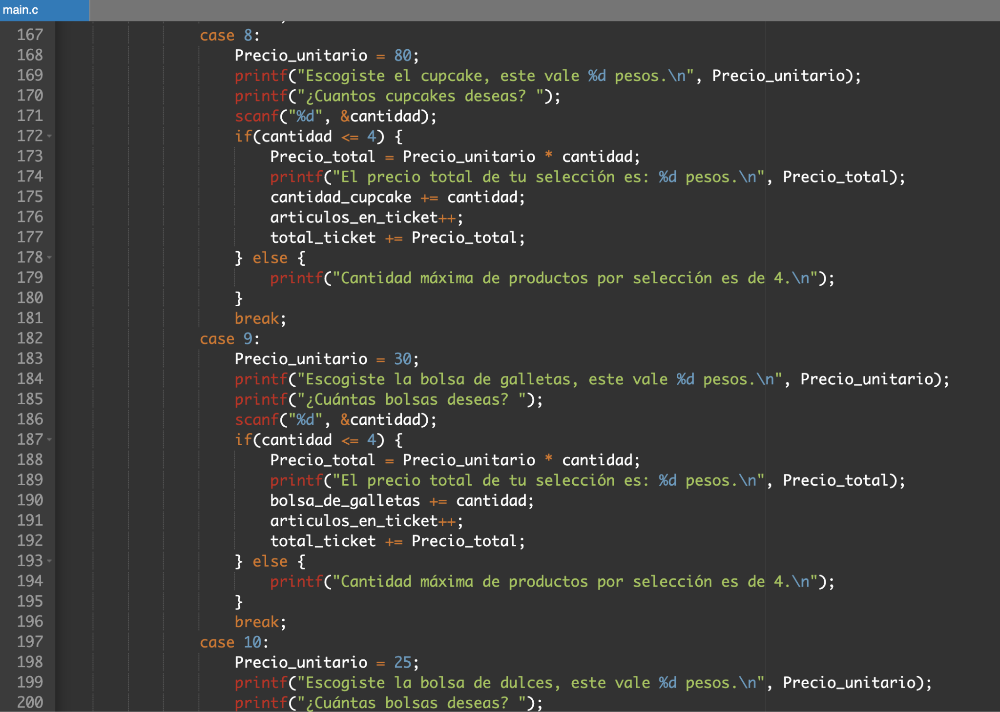 main.c
167 case 8:
168 Precio_unitario = 80;
169 printf("Escogiste el cupcake, este vale %d pesos.\n", Precio_unitario);
170 printf("¿Cuantos cupcakes deseas? ");
171 scanf("%d", &cantidad);
172 if(cantidad <= 4) {
173 Precio_total = Precio_unitario * cantidad;
174 printf("El precio total de tu selección es: %d pesos.\n", Precio_total);
175 cantidad_cupcake += cantidad;
176 articulos_en_ticket++;
177 total_ticket += Precio_total;
178 } else {
179 printf("Cantidad máxima de productos por selección es de 4.\n");
180 }
181 break;
182 case 9:
183 Precio_unitario = 30;
184 printf("Escogiste la bolsa de galletas, este vale %d pesos.\n", Precio_unitario);
185 printf("¿Cuántas bolsas deseas? ");
186 scanf("%d", &cantidad);
187 if(cantidad <= 4) {
188 Precio_total = Precio_unitario * cantidad;
189 printf("El precio total de tu selección es: %d pesos.\n", Precio_total);
190 bolsa_de_galletas += cantidad;
191 articulos_en_ticket++;
192 total_ticket += Precio_total;
193 } else {
194 printf("Cantidad máxima de productos por selección es de 4.\n");
195 }
196 break;
197 case 10:
198 Precio_unitario = 25;
199 printf("Escogiste la bolsa de dulces, este vale %d pesos.\n", Precio_unitario);
200 printf("¿Cuántas bolsas deseas? ");